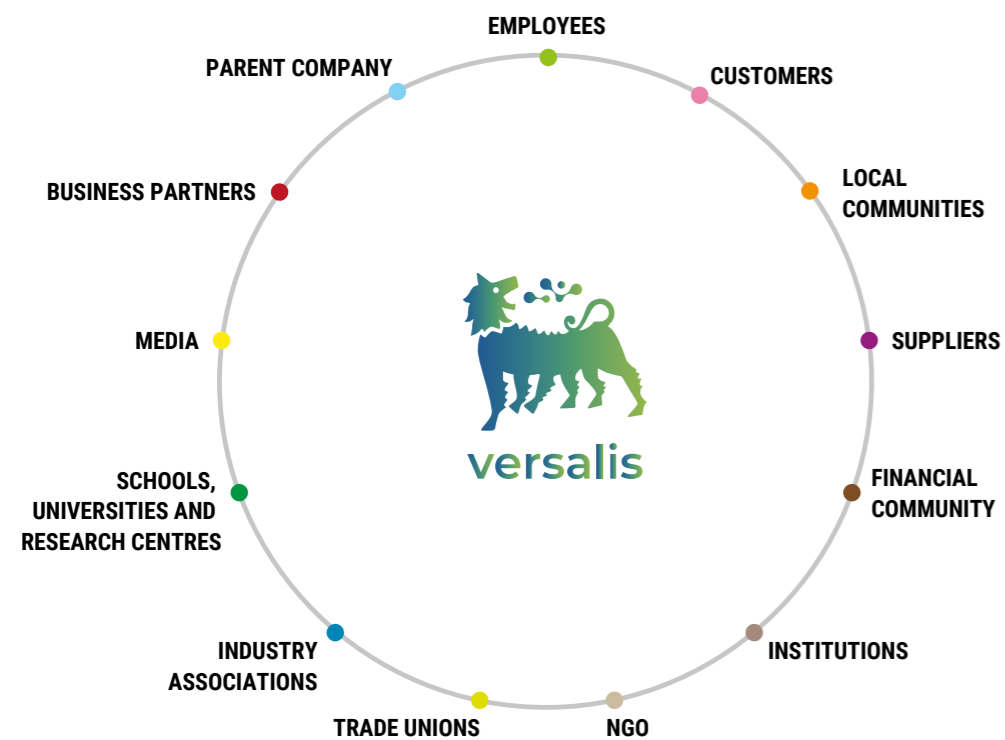 EMPLOYEES
PARENT COMPANY
CUSTOMERS
BUSINESS PARTNERS
LOCAL
COMMUNITIES
MEDIA
SUPPLIERS
versalis
SCHOOLS,
UNIVERSITIES AND
RESEARCH CENTRES
FINANCIAL
COMMUNITY
INDUSTRY
ASSOCIATIONS
INSTITUTIONS
TRADE UNIONS
NGO